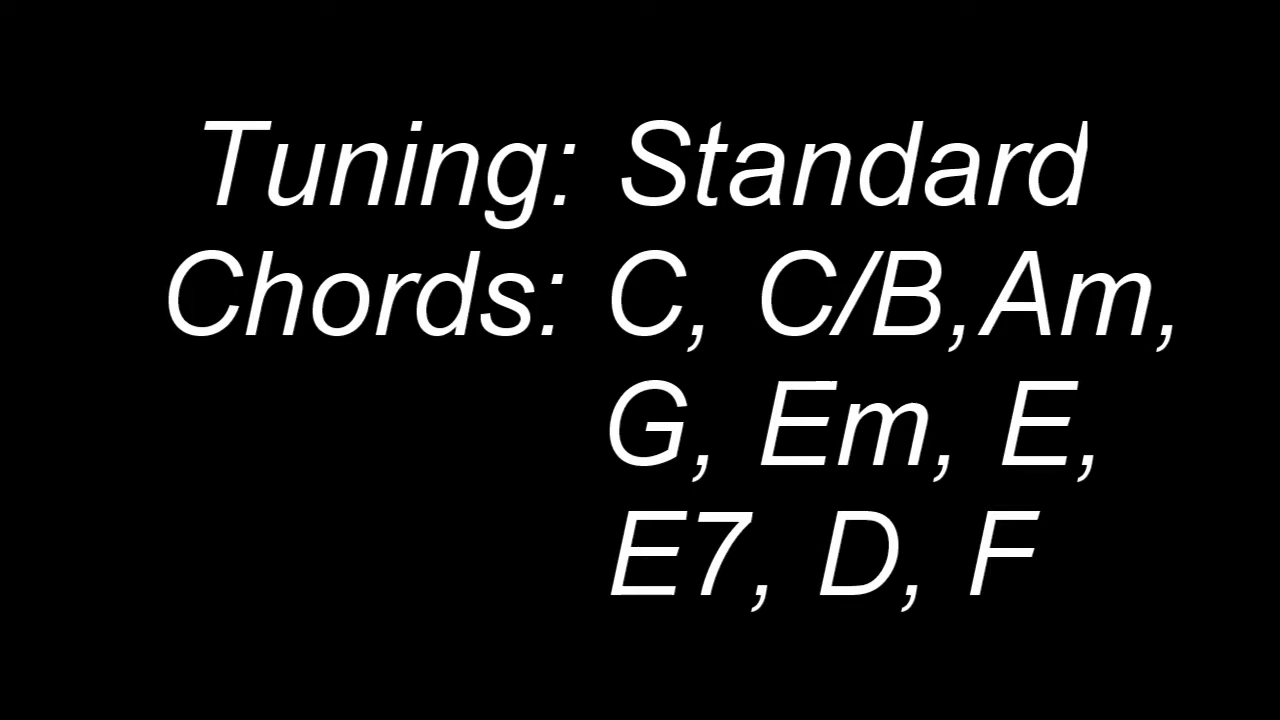 Tuning: Standard
Chords: C, C/B,Am,
G, Em, E,
E7, D, F